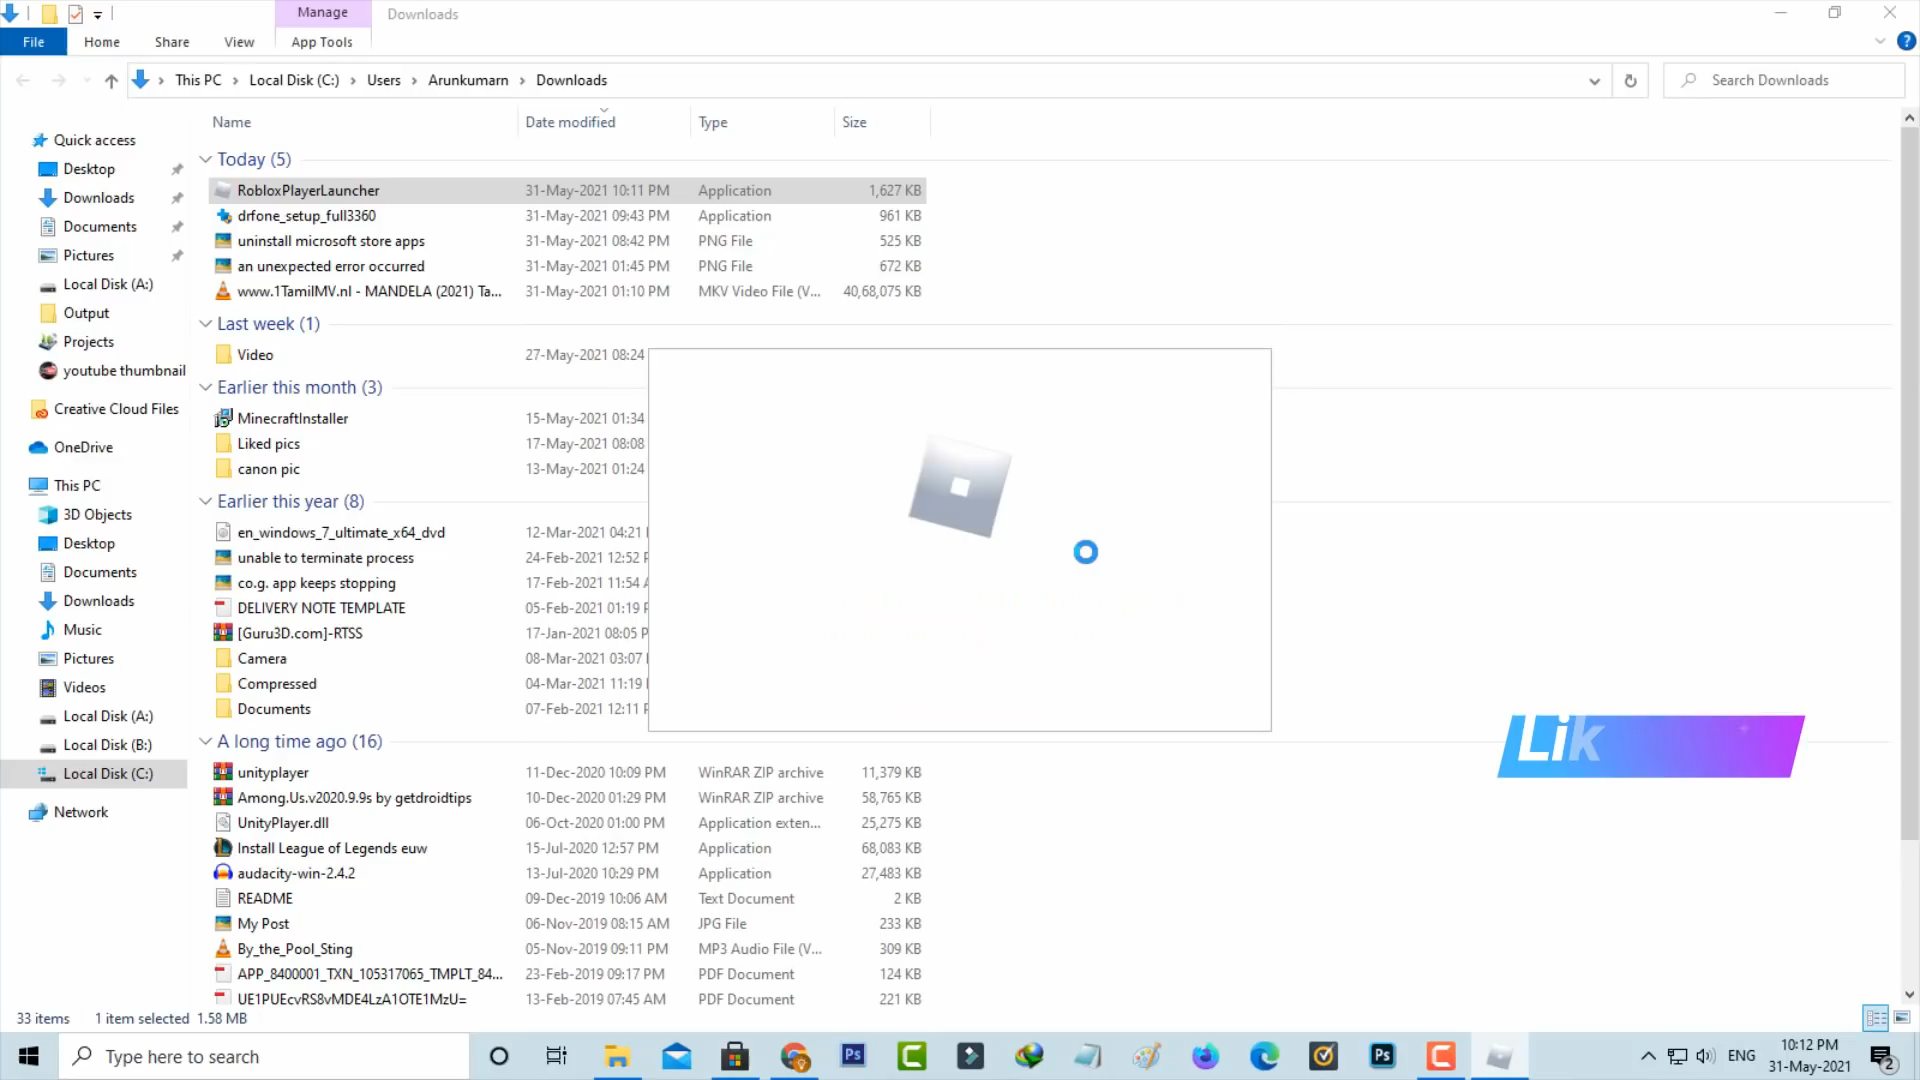 Manage Downloads
File Home Share View App Tools
This PC Local Disk (C:) Users Arunkumarn Downloads Search Downloads
Name Date modified Type Size
Quick access
Desktop
Downloads
Documents
Pictures
Local Disk (A:)
Output
Projects
youtube thumbnail
Creative Cloud Files
OneDrive
This PC
3D Objects
Desktop
Documents
Downloads
Music
Pictures
Videos
Local Disk (A:)
Local Disk (B:)
Local Disk (C:)
Network
Today (5)
RobloxPlayerLauncher 31-May-2021 10:11 PM Application 1,627 KB
drfone_setup_full3360 31-May-2021 09:43 PM Application 961 KB
uninstall microsoft store apps 31-May-2021 08:42 PM PNG File 525 KB
an unexpected error occurred 31-May-2021 01:45 PM PNG File 672 KB
www.1TamilMV.nl - MANDELA (2021) Ta... 31-May-2021 01:10 PM MKV Video File (V... 40,68,075 KB
Last week (1)
Video 27-May-2021 08:24
Earlier this month (3)
MinecraftInstaller 15-May-2021 01:34
Liked pics 17-May-2021 08:08
canon pic 13-May-2021 01:24
Earlier this year (8)
en_windows_7_ultimate_x64_dvd 12-Mar-2021 04:21
unable to terminate process 24-Feb-2021 12:52
co.g. app keeps stopping 17-Feb-2021 11:54
DELIVERY NOTE TEMPLATE 05-Feb-2021 01:19
[Guru3D.com]-RTSS 17-Jan-2021 08:05
Camera 08-Mar-2021 03:07
Compressed 04-Mar-2021 11:19
Documents 07-Feb-2021 12:11
A long time ago (16)
unityplayer 11-Dec-2020 10:09 PM WinRAR ZIP archive 11,379 KB
Among.Us.v2020.9.9s by getdroidtips 10-Dec-2020 01:29 PM WinRAR ZIP archive 58,765 KB
UnityPlayer.dll 06-Oct-2020 01:00 PM Application exten... 25,275 KB
Install League of Legends euw 15-Jul-2020 12:57 PM Application 68,083 KB
audacity-win-2.4.2 13-Jul-2020 10:29 PM Application 27,483 KB
README 09-Dec-2019 10:06 AM Text Document 2 KB
My Post 06-Nov-2019 08:15 AM JPG File 233 KB
By_the_Pool_Sting 05-Nov-2019 09:11 PM MP3 Audio File (V... 309 KB
APP_8400001_TXN_105317065_TMPLT_84... 23-Feb-2019 09:17 PM PDF Document 124 KB
UE1PUEcvRS8vMDE4LzA1OTE1MzU= 13-Feb-2019 07:45 AM PDF Document 221 KB
Lik
33 items 1 item selected 1.58 MB
Type here to search
Ps
Ps
ENG
10:12 PM
31-May-2021
2